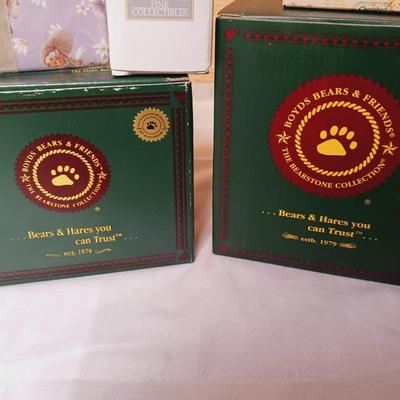 FINE
COLLECTIBLES
BOYDS BEARS & FRIENDS®
THE BEARSTONE COLLECTION®
®
... Bears & Hares you
can Trust™ ...
estb. 1979
BOYDS BEARS & FRIENDS®
THE BEARSTONE COLLECTION®
®
... Bears & Hares you
can Trust™ ...
estb. 1979